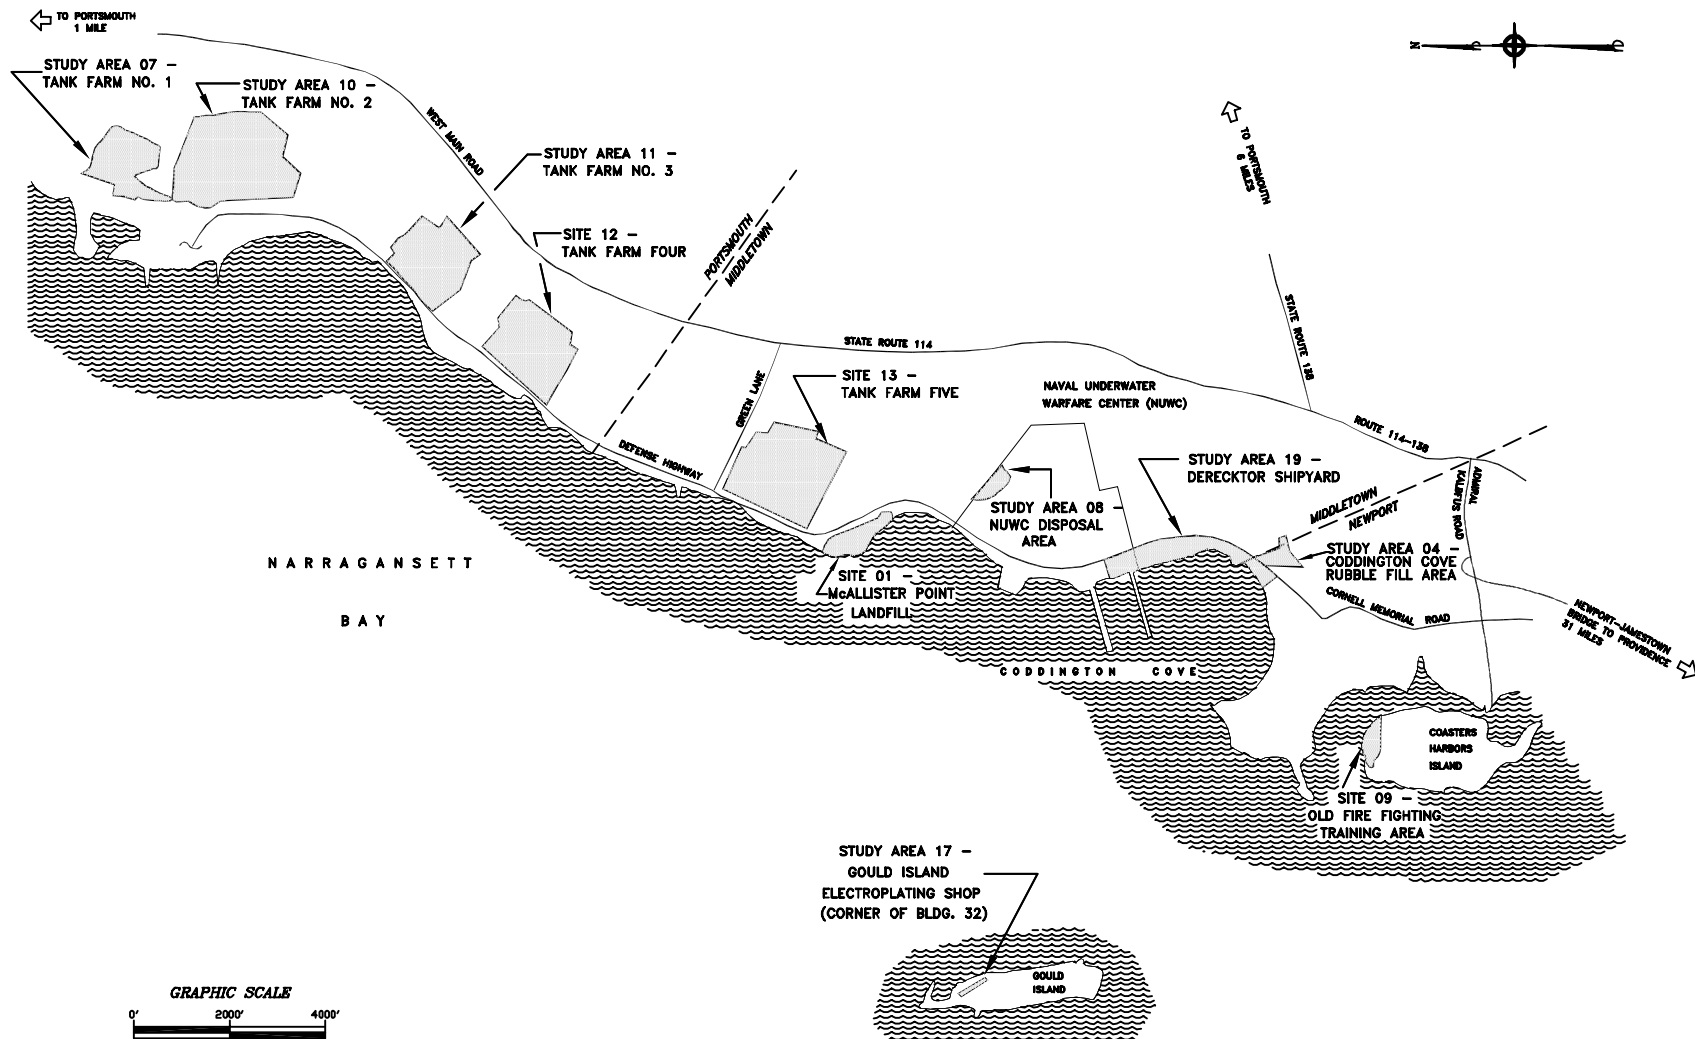 TO PORTSMOUTH
1 MILE
N
STUDY AREA 07 –
TANK FARM NO. 1
STUDY AREA 10 –
TANK FARM NO. 2
WEST MAIN ROAD
STUDY AREA 11 –
TANK FARM NO. 3
TO PORTSMOUTH
6 MILES
SITE 12 –
TANK FARM FOUR
PORTSMOUTH
MIDDLETOWN
STATE ROUTE 138
STATE ROUTE 114
SITE 13 –
TANK FARM FIVE
GREEN LANE
NAVAL UNDERWATER
WARFARE CENTER (NUWC)
ROUTE 114–138
DEFENSE HIGHWAY
STUDY AREA 19 –
DERECKTOR SHIPYARD
ADMIRAL
KALBFUS ROAD
MIDDLETOWN
NEWPORT
STUDY AREA 08 –
NUWC DISPOSAL
AREA
STUDY AREA 04 –
CODDINGTON COVE
RUBBLE FILL AREA
NARRAGANSETT
BAY
SITE 01 –
McALLISTER POINT
LANDFILL
CORNELL MEMORIAL ROAD
NEWPORT–JAMESTOWN
BRIDGE TO PROVIDENCE
31 MILES
CODDINGTON COVE
COASTERS
HARBORS
ISLAND
SITE 09 –
OLD FIRE FIGHTING
TRAINING AREA
STUDY AREA 17 –
GOULD ISLAND
ELECTROPLATING SHOP
(CORNER OF BLDG. 32)
GOULD
ISLAND
GRAPHIC SCALE
0' 2000' 4000'